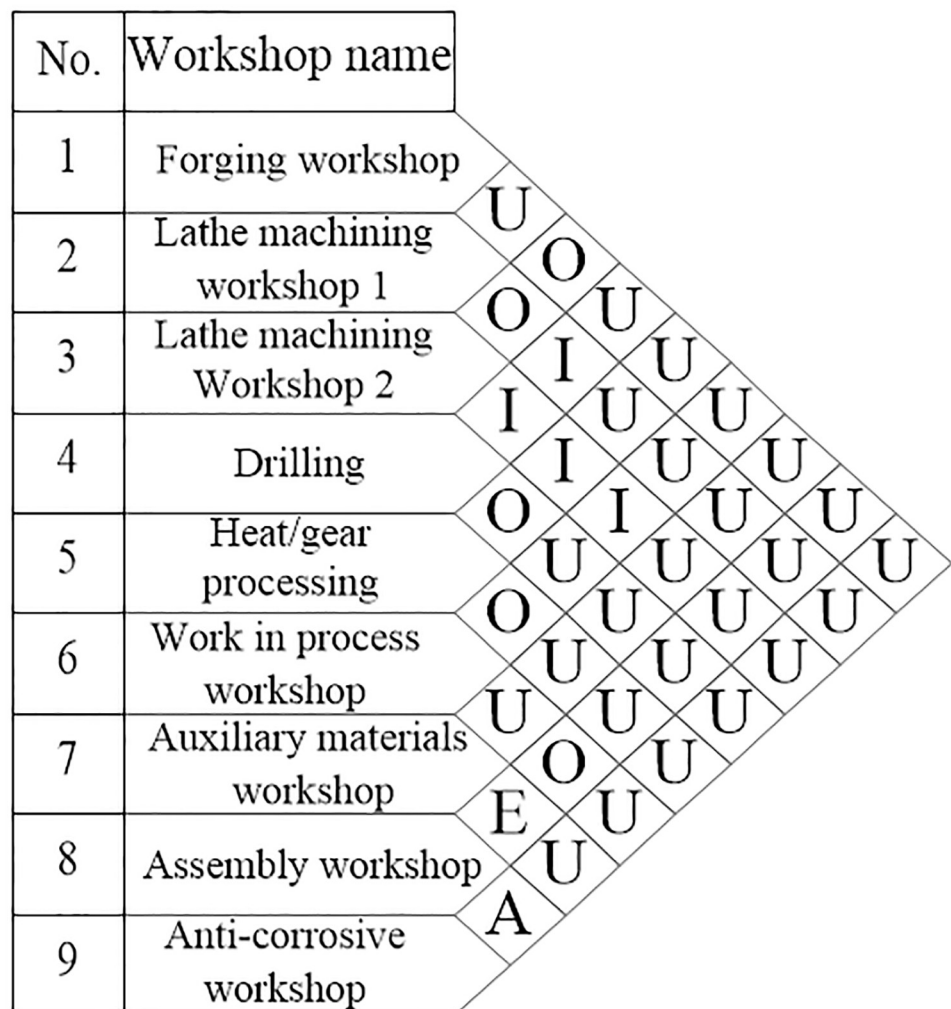 No. Workshop name
1 Forging workshop
U
2 Lathe machining
workshop 1
O
O U
3 Lathe machining
Workshop 2
I U
I U U
4 Drilling
I U U
O I U U
5 Heat/gear
processing
U U U U
O U U U
6 Work in process
workshop
U U U
U U U
7 Auxiliary materials
workshop
O U
E U
8 Assembly workshop
U
A
9 Anti-corrosive
workshop